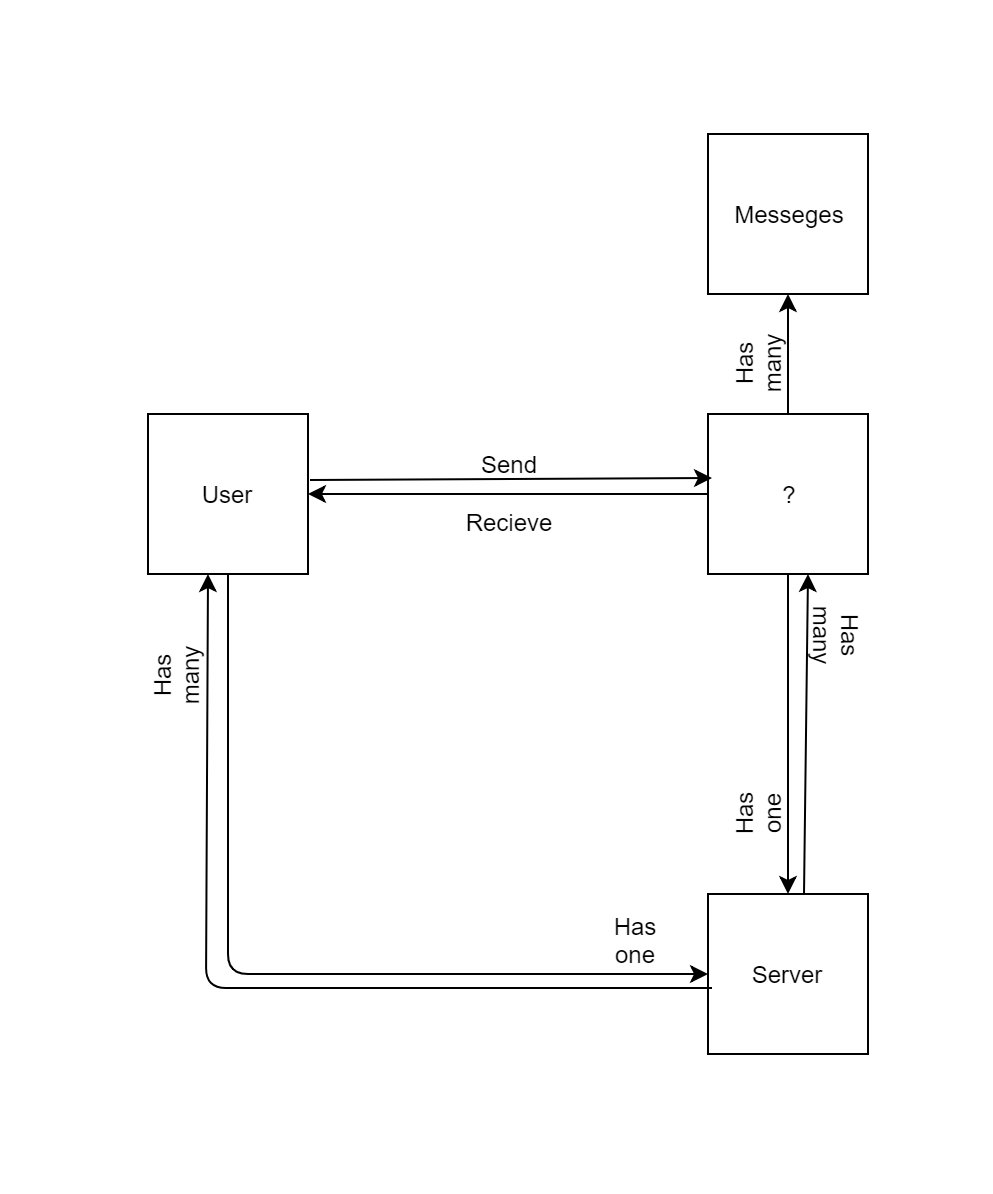 Messeges
Has
many
User
Send
Recieve
?
Has
many
Has
many
Has
one
Has
one
Server